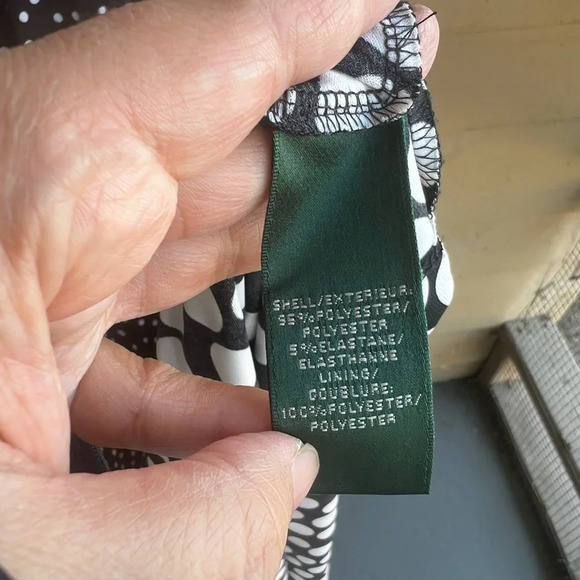 SHELL/EXTERIEUR:
95%POLYESTER/
POLYESTER
5%ELASTANE/
ELASTHANNE
LINING/
DOUBLURE:
100%POLYESTER/
POLYESTER